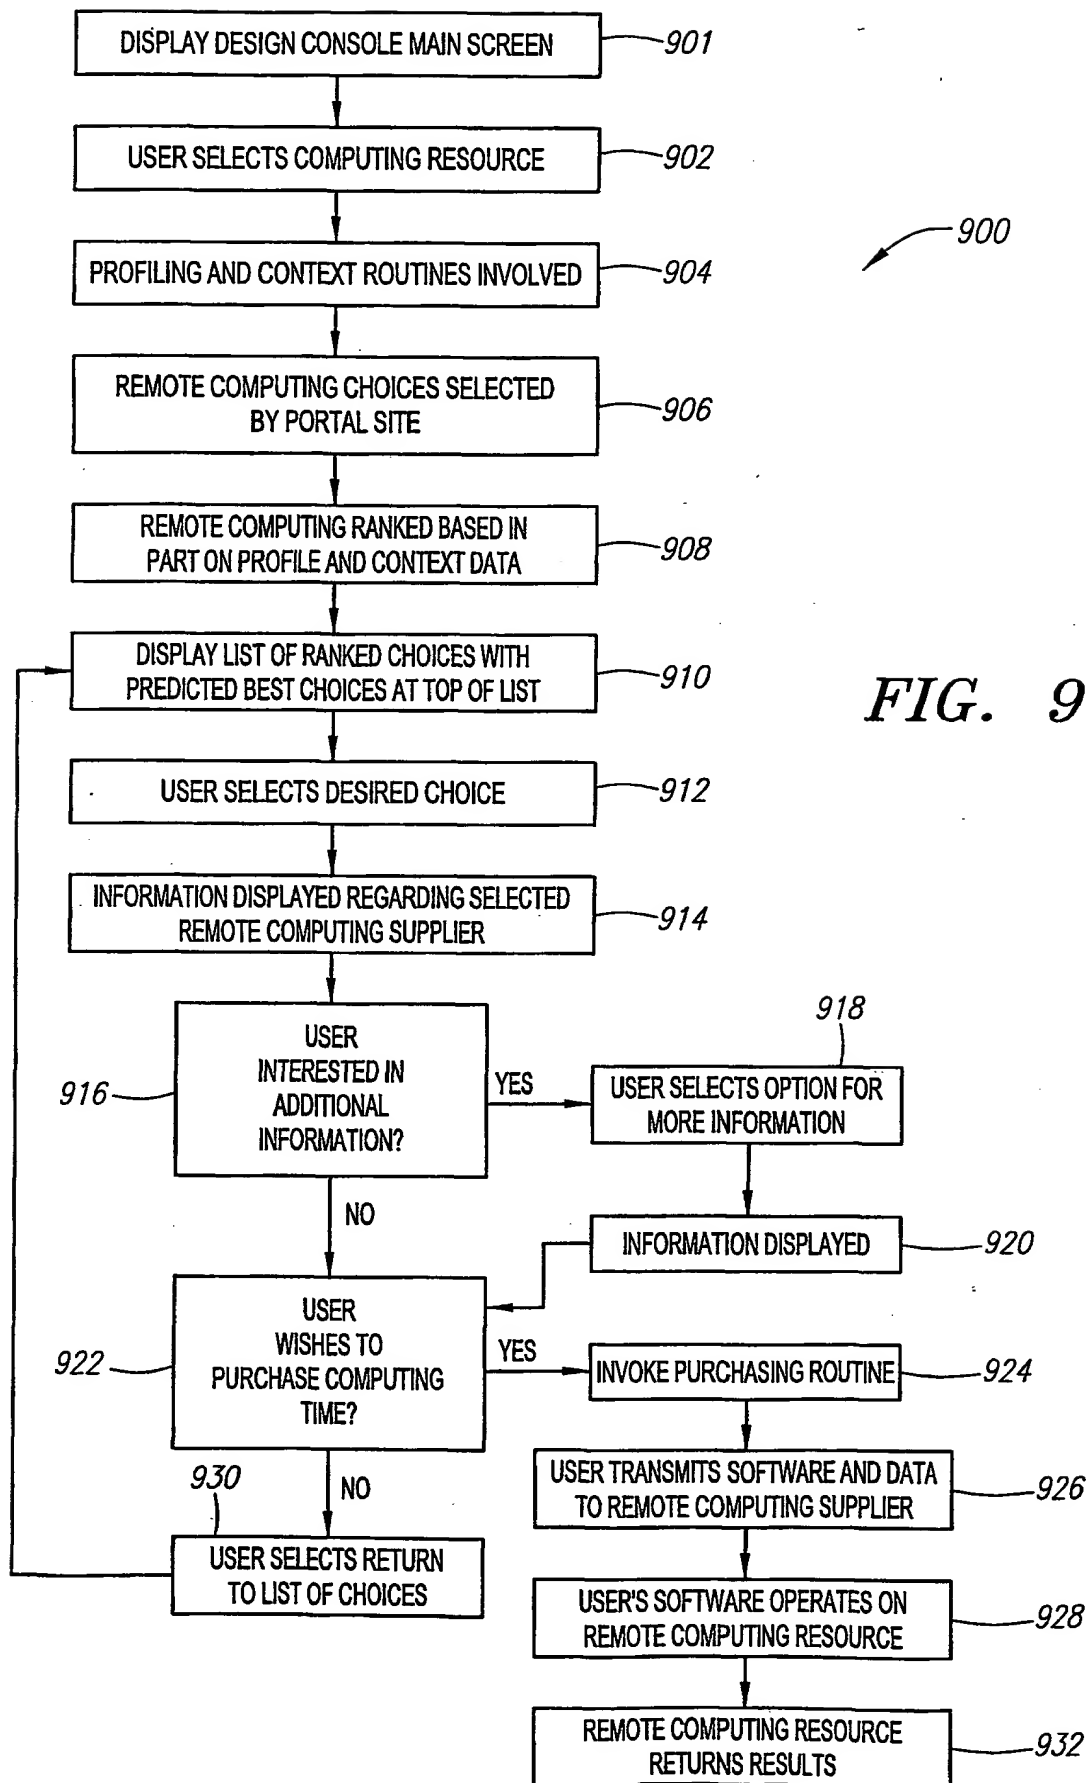 DISPLAY DESIGN CONSOLE MAIN SCREEN
901
USER SELECTS COMPUTING RESOURCE
902
900
PROFILING AND CONTEXT ROUTINES INVOLVED
904
REMOTE COMPUTING CHOICES SELECTED
BY PORTAL SITE
906
REMOTE COMPUTING RANKED BASED IN
PART ON PROFILE AND CONTEXT DATA
908
DISPLAY LIST OF RANKED CHOICES WITH
PREDICTED BEST CHOICES AT TOP OF LIST
910
FIG. 9
USER SELECTS DESIRED CHOICE
912
INFORMATION DISPLAYED REGARDING SELECTED
REMOTE COMPUTING SUPPLIER
914
USER
INTERESTED IN
ADDITIONAL
INFORMATION?
916
YES
918
USER SELECTS OPTION FOR
MORE INFORMATION
NO
INFORMATION DISPLAYED
920
USER
WISHES TO
PURCHASE COMPUTING
TIME?
922
YES
INVOKE PURCHASING ROUTINE
924
NO
930
USER SELECTS RETURN
TO LIST OF CHOICES
USER TRANSMITS SOFTWARE AND DATA
TO REMOTE COMPUTING SUPPLIER
926
USER'S SOFTWARE OPERATES ON
REMOTE COMPUTING RESOURCE
928
REMOTE COMPUTING RESOURCE
RETURNS RESULTS
932